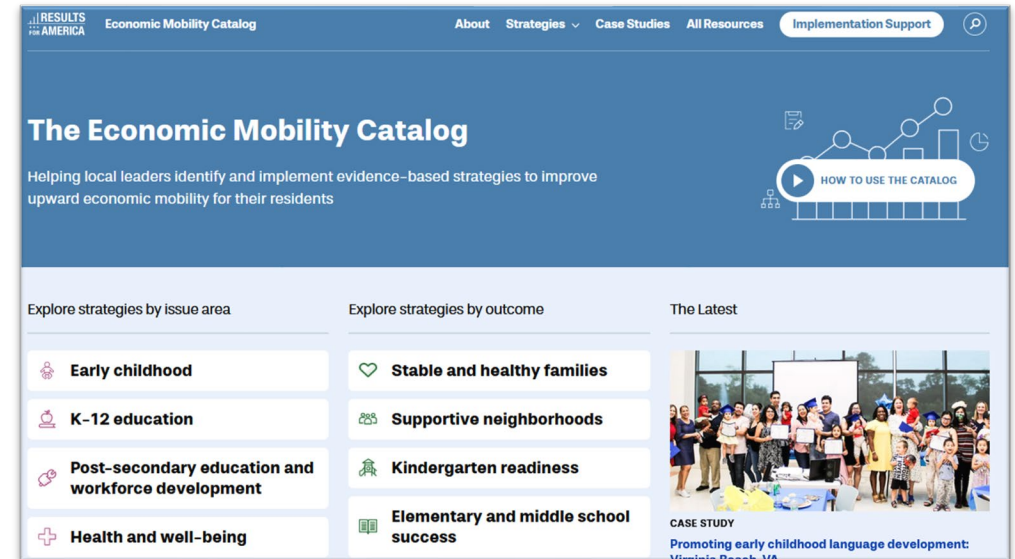 RESULTS
FOR AMERICA
Economic Mobility Catalog
About
Strategies
Case Studies
All Resources
Implementation Support
The Economic Mobility Catalog
Helping local leaders identify and implement evidence-based strategies to improve
upward economic mobility for their residents
HOW TO USE THE CATALOG
Explore strategies by issue area
Early childhood
K-12 education
Post-secondary education and
workforce development
Health and well-being
Explore strategies by outcome
Stable and healthy families
Supportive neighborhoods
Kindergarten readiness
Elementary and middle school
success
The Latest
CASE STUDY
Promoting early childhood language development:
Virginia Beach, VA